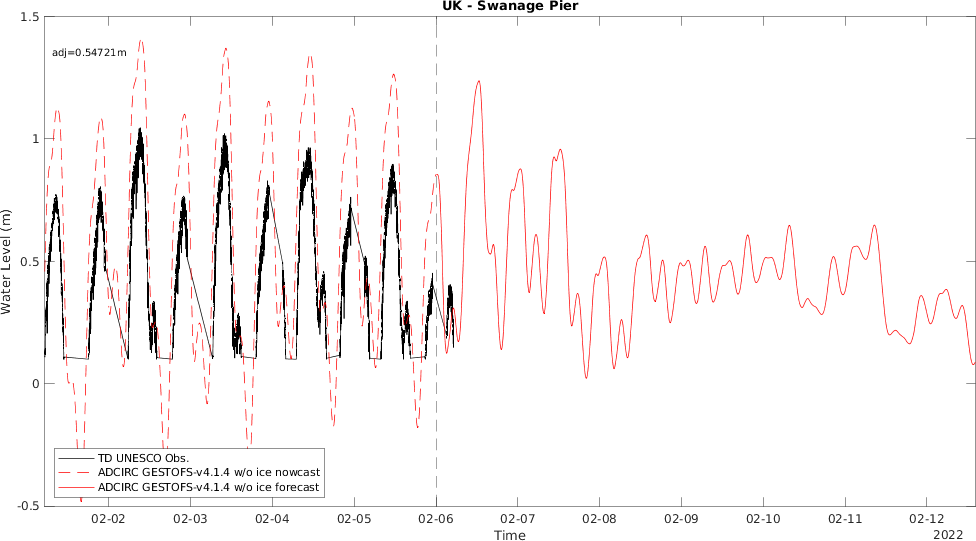 UK - Swanage Pier
1.5
adj=0.54721m
1
0.5
0
-0.5
Water Level (m)
TD UNESCO Obs.
ADCIRC GESTOFS-v4.1.4 w/o ice nowcast
ADCIRC GESTOFS-v4.1.4 w/o ice forecast
02-02 02-03 02-04 02-05 02-06 02-07 02-08 02-09 02-10 02-11 02-12
Time
2022